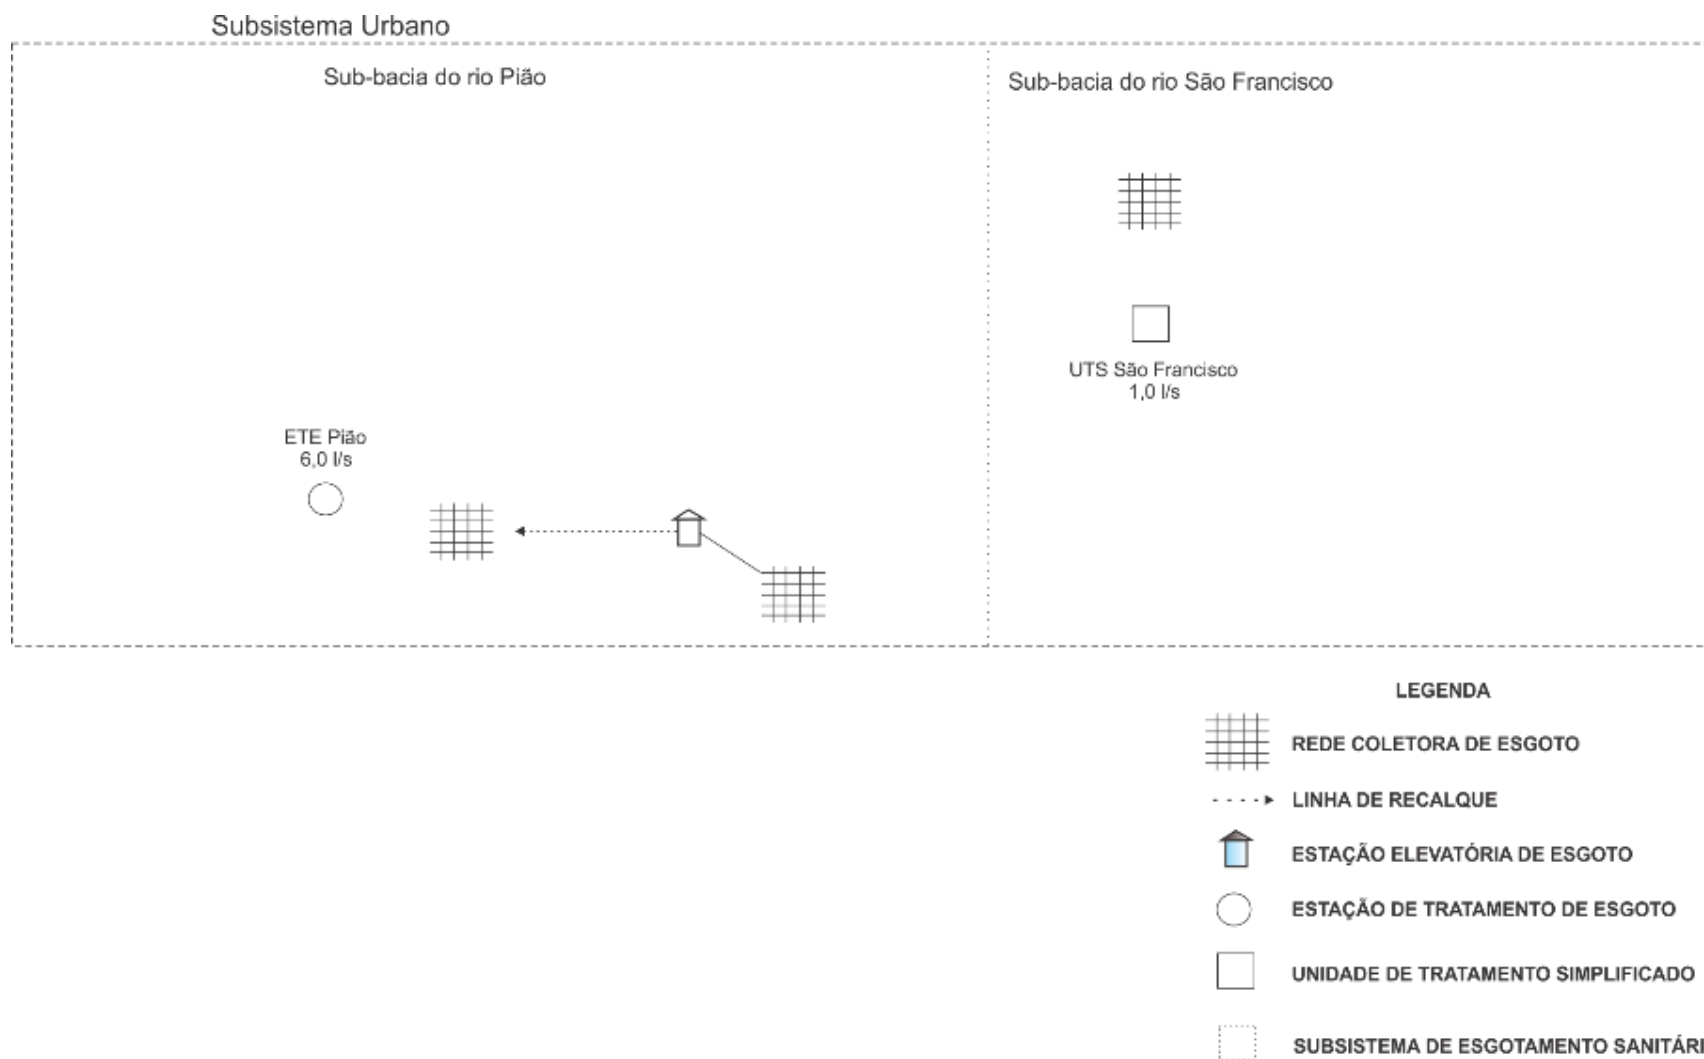 Subsistema Urbano
Sub-bacia do rio Pião
Sub-bacia do rio São Francisco
UTS São Francisco
1,0 l/s
ETE Pião
6,0 l/s
LEGENDA
REDE COLETORA DE ESGOTO
LINHA DE RECALQUE
ESTAÇÃO ELEVATÓRIA DE ESGOTO
ESTAÇÃO DE TRATAMENTO DE ESGOTO
UNIDADE DE TRATAMENTO SIMPLIFICADO
SUBSISTEMA DE ESGOTAMENTO SANITÁRI